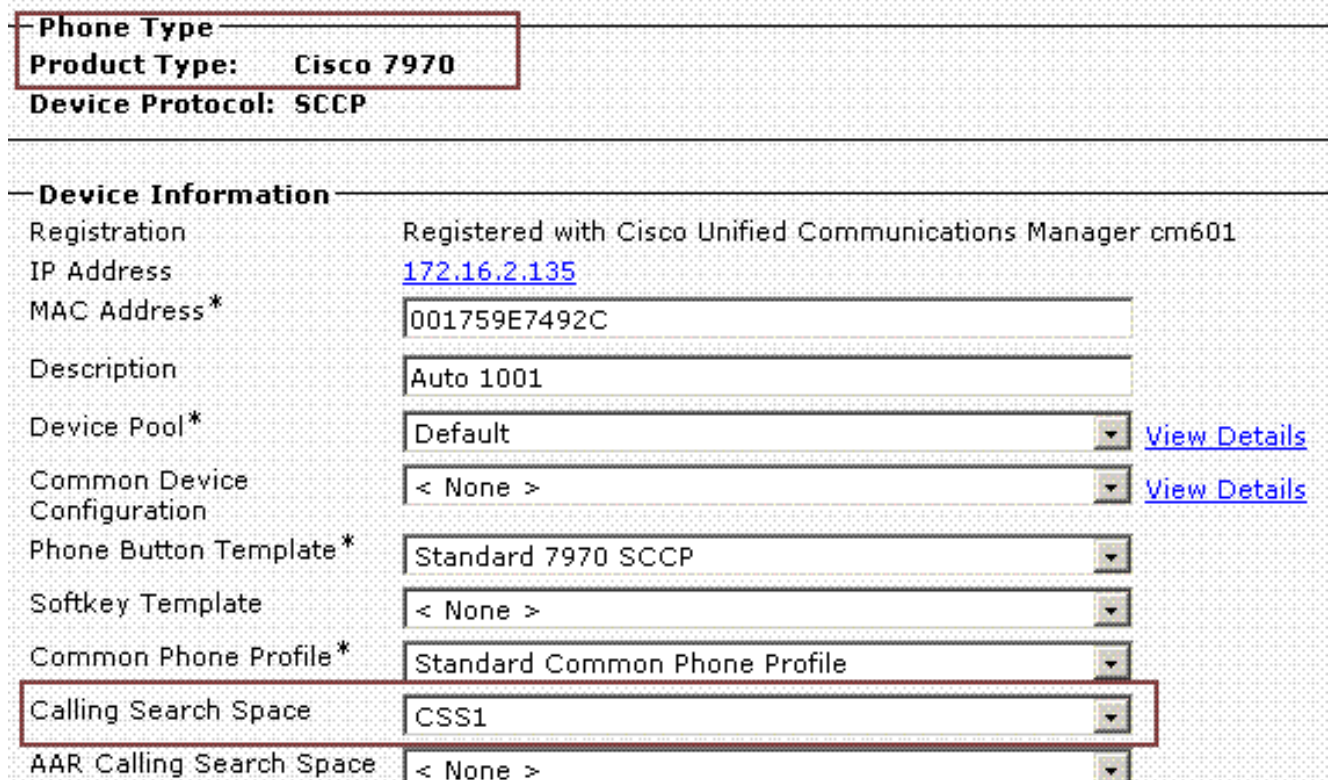 Phone Type
Product Type: Cisco 7970
Device Protocol: SCCP
Device Information
Registration Registered with Cisco Unified Communications Manager cm601
IP Address 172.16.2.135
MAC Address* 001759E7492C
Description Auto 1001
Device Pool* Default View Details
Common Device Configuration < None > View Details
Phone Button Template* Standard 7970 SCCP
Softkey Template < None >
Common Phone Profile* Standard Common Phone Profile
Calling Search Space CSS1
AAR Calling Search Space < None >